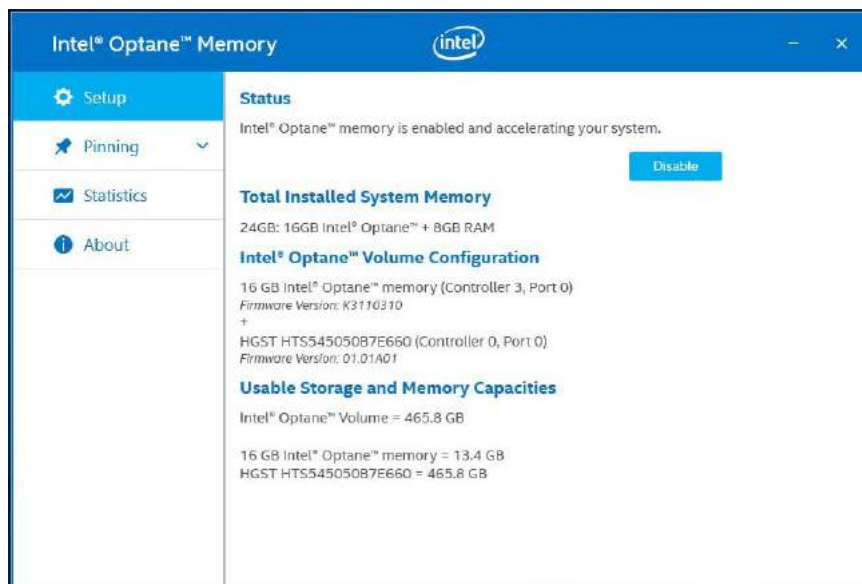 Intel® Optane™ Memory
intel
Setup
Pinning
Statistics
About
Status
Intel® Optane™ memory is enabled and accelerating your system.
Disable
Total Installed System Memory
24GB: 16GB Intel® Optane™ + 8GB RAM
Intel® Optane™ Volume Configuration
16 GB Intel® Optane™ memory (Controller 3, Port 0)
Firmware Version: K3110310
+
HGST HTS545050B7E660 (Controller 0, Port 0)
Firmware Version: 01.01A01
Usable Storage and Memory Capacities
Intel® Optane™ Volume = 465.8 GB
16 GB Intel® Optane™ memory = 13.4 GB
HGST HTS545050B7E660 = 465.8 GB